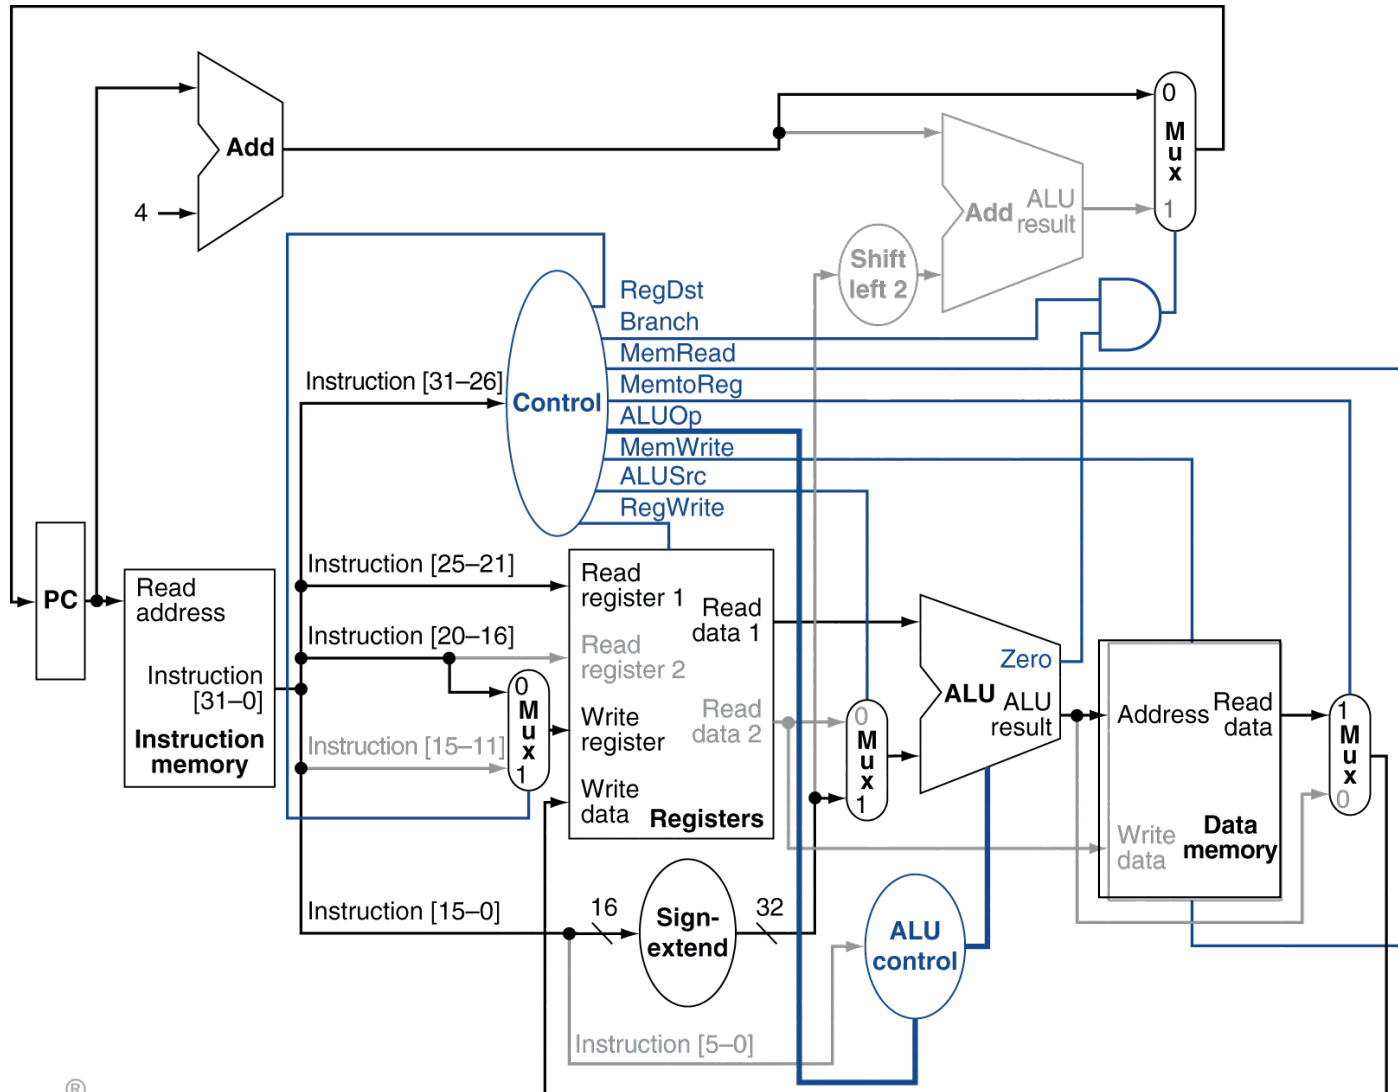 0
M
u
x
1
Add
4
Add
ALU
result
Shift
left 2
RegDst
Branch
MemRead
MemtoReg
ALUOp
MemWrite
ALUSrc
RegWrite
Instruction [31–26]
Control
PC
Read
address
Instruction
[31–0]
Instruction
memory
Instruction [25–21]
Instruction [20–16]
Instruction [15–11]
0
M
u
x
1
Read
register 1
Read
register 2
Write
register
Write
data
Read
data 1
Read
data 2
Registers
0
M
u
x
1
Zero
ALU
ALU
result
Address
Read
data
Write
data
Data
memory
1
M
u
x
0
Instruction [15–0]
16
Sign-
extend
32
ALU
control
Instruction [5–0]
®